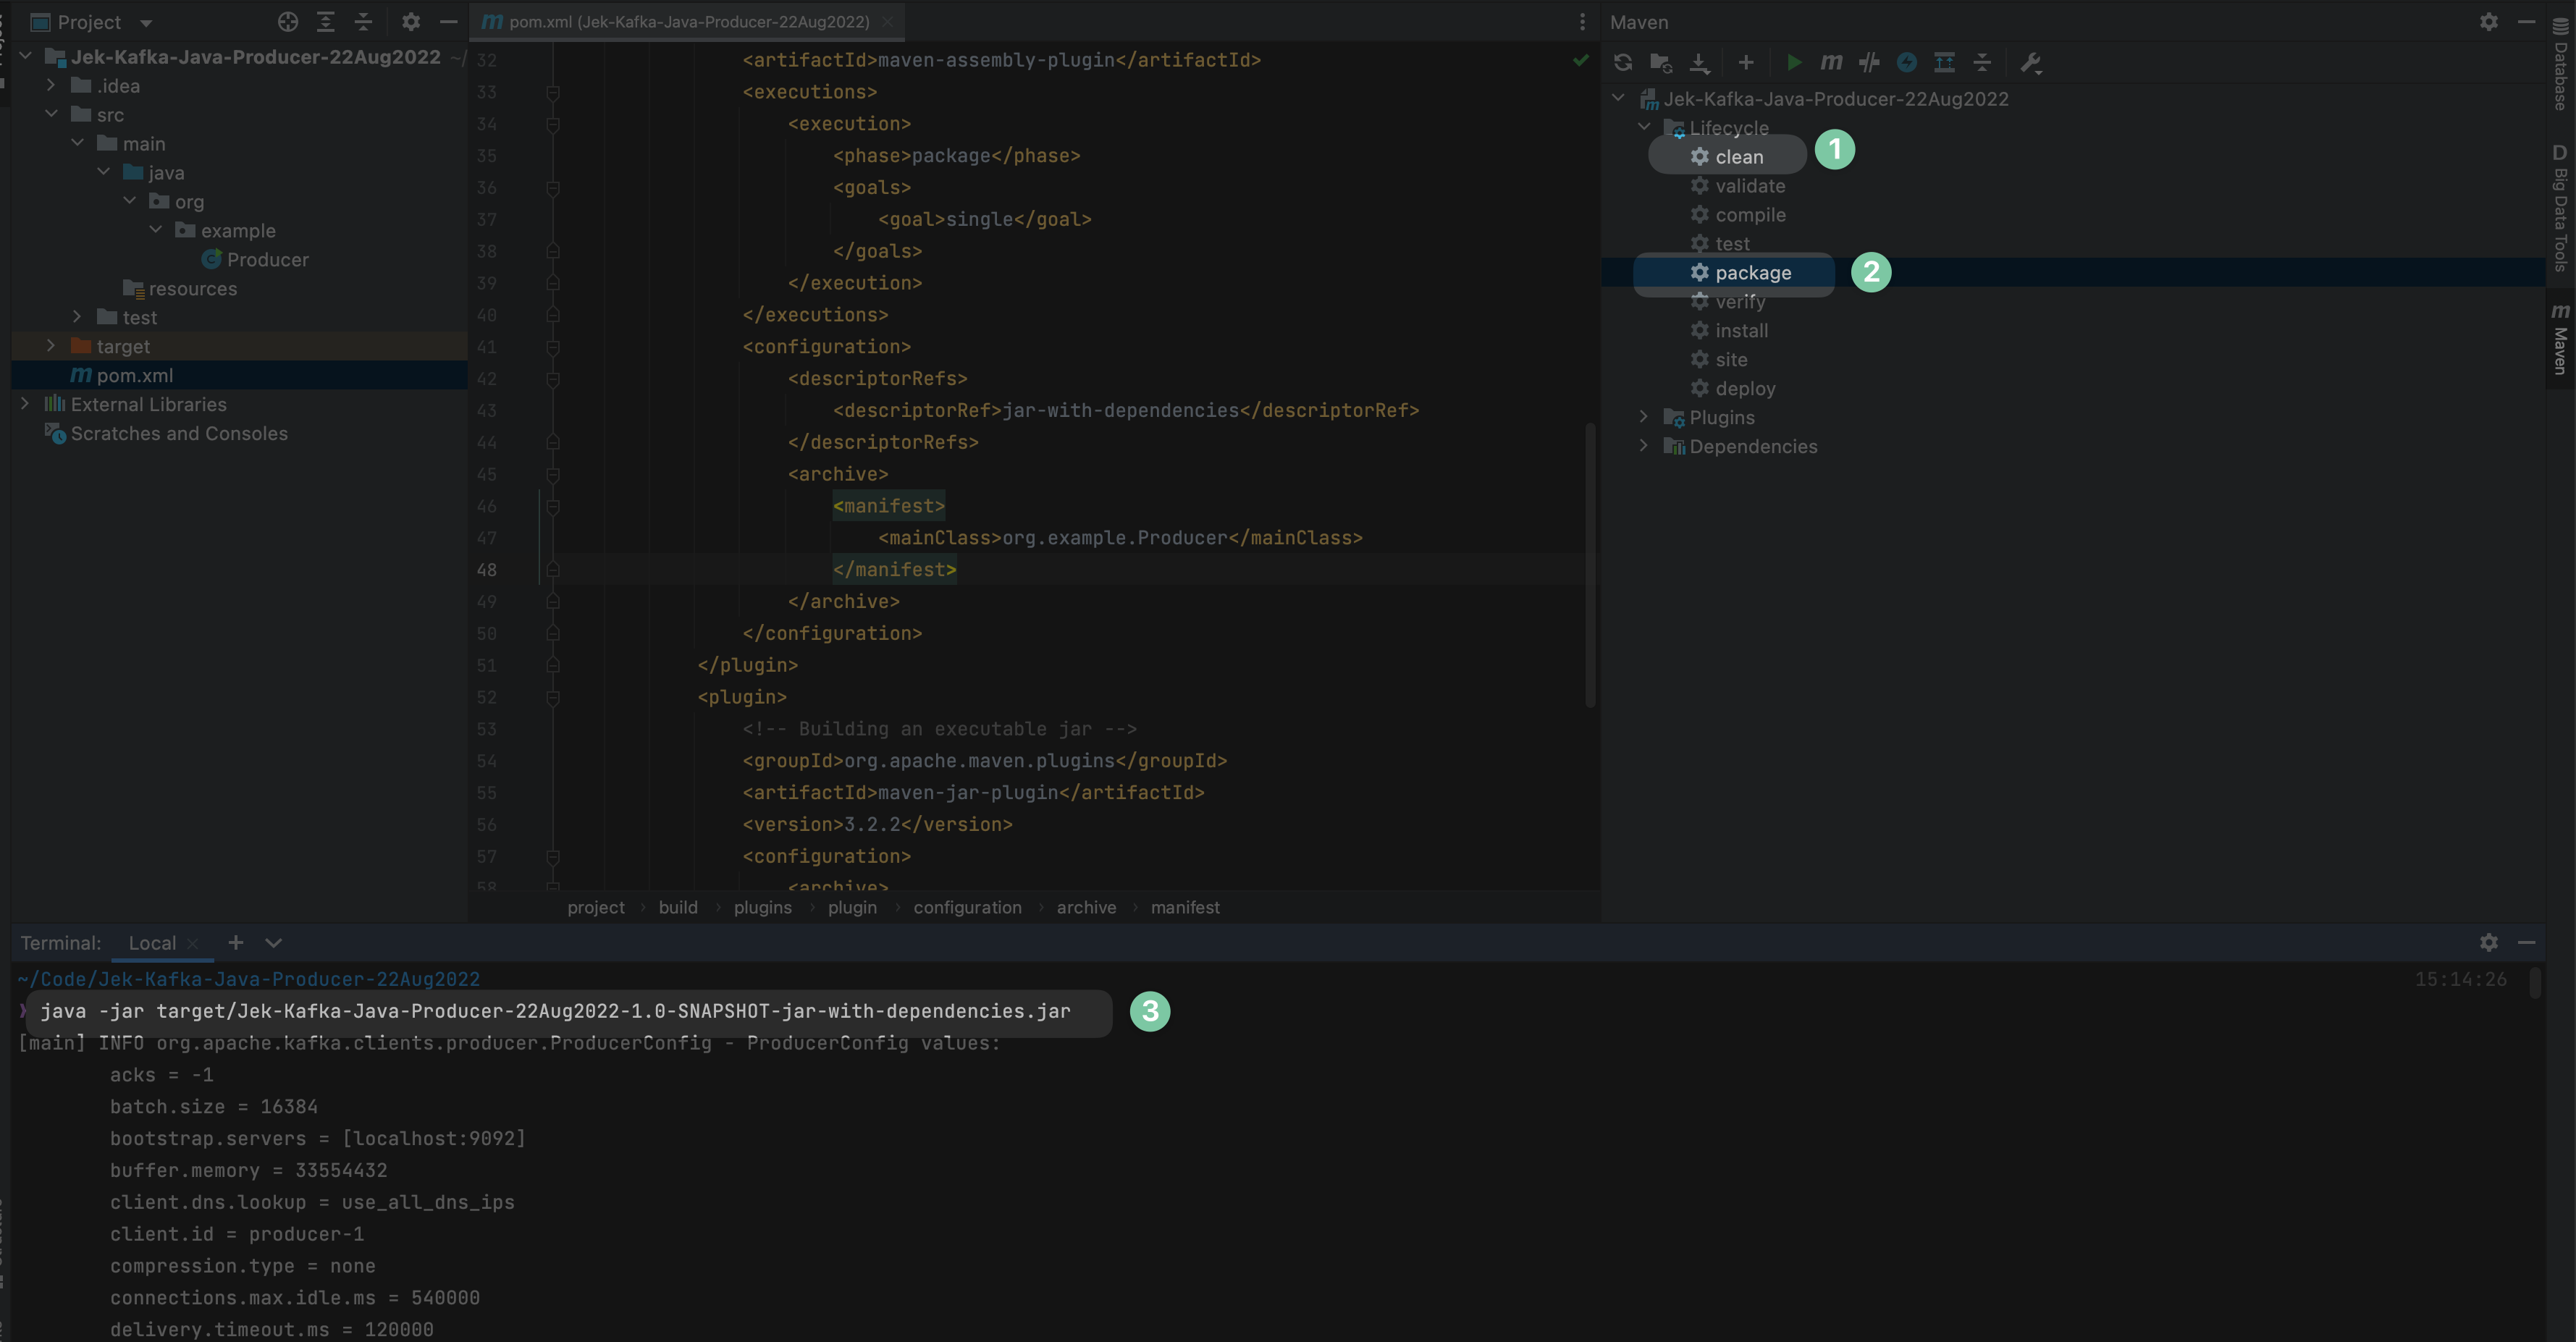 Project
Jek-Kafka-Java-Producer-22Aug2022 ~/
.idea
src
main
java
org
example
Producer
resources
test
target
pom.xml
External Libraries
Scratches and Consoles
pom.xml (Jek-Kafka-Java-Producer-22Aug2022)
32 <artifactId>maven-assembly-plugin</artifactId>
33 <executions>
34 <execution>
35 <phase>package</phase>
36 <goals>
37 <goal>single</goal>
38 </goals>
39 </execution>
40 </executions>
41 <configuration>
42 <descriptorRefs>
43 <descriptorRef>jar-with-dependencies</descriptorRef>
44 </descriptorRefs>
45 <archive>
46 <manifest>
47 <mainClass>org.example.Producer</mainClass>
48 </manifest>
49 </archive>
50 </configuration>
51 </plugin>
52 <plugin>
53 <!-- Building an executable jar -->
54 <groupId>org.apache.maven.plugins</groupId>
55 <artifactId>maven-jar-plugin</artifactId>
56 <version>3.2.2</version>
57 <configuration>
58 <archive>
project > build > plugins > plugin > configuration > archive > manifest
Maven
Jek-Kafka-Java-Producer-22Aug2022
Lifecycle
clean 1
validate
compile
test
package 2
verify
install
site
deploy
Plugins
Dependencies
Database
D Big Data Tools
m Maven
Terminal: Local
~/Code/Jek-Kafka-Java-Producer-22Aug2022 15:14:26
java -jar target/Jek-Kafka-Java-Producer-22Aug2022-1.0-SNAPSHOT-jar-with-dependencies.jar 3
[main] INFO org.apache.kafka.clients.producer.ProducerConfig - ProducerConfig values:
acks = -1
batch.size = 16384
bootstrap.servers = [localhost:9092]
buffer.memory = 33554432
client.dns.lookup = use_all_dns_ips
client.id = producer-1
compression.type = none
connections.max.idle.ms = 540000
delivery.timeout.ms = 120000